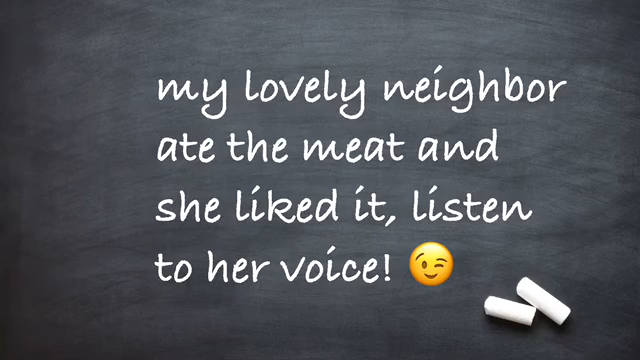 my lovely neighbor
ate the meat and
she liked it, listen
to her voice! 😉